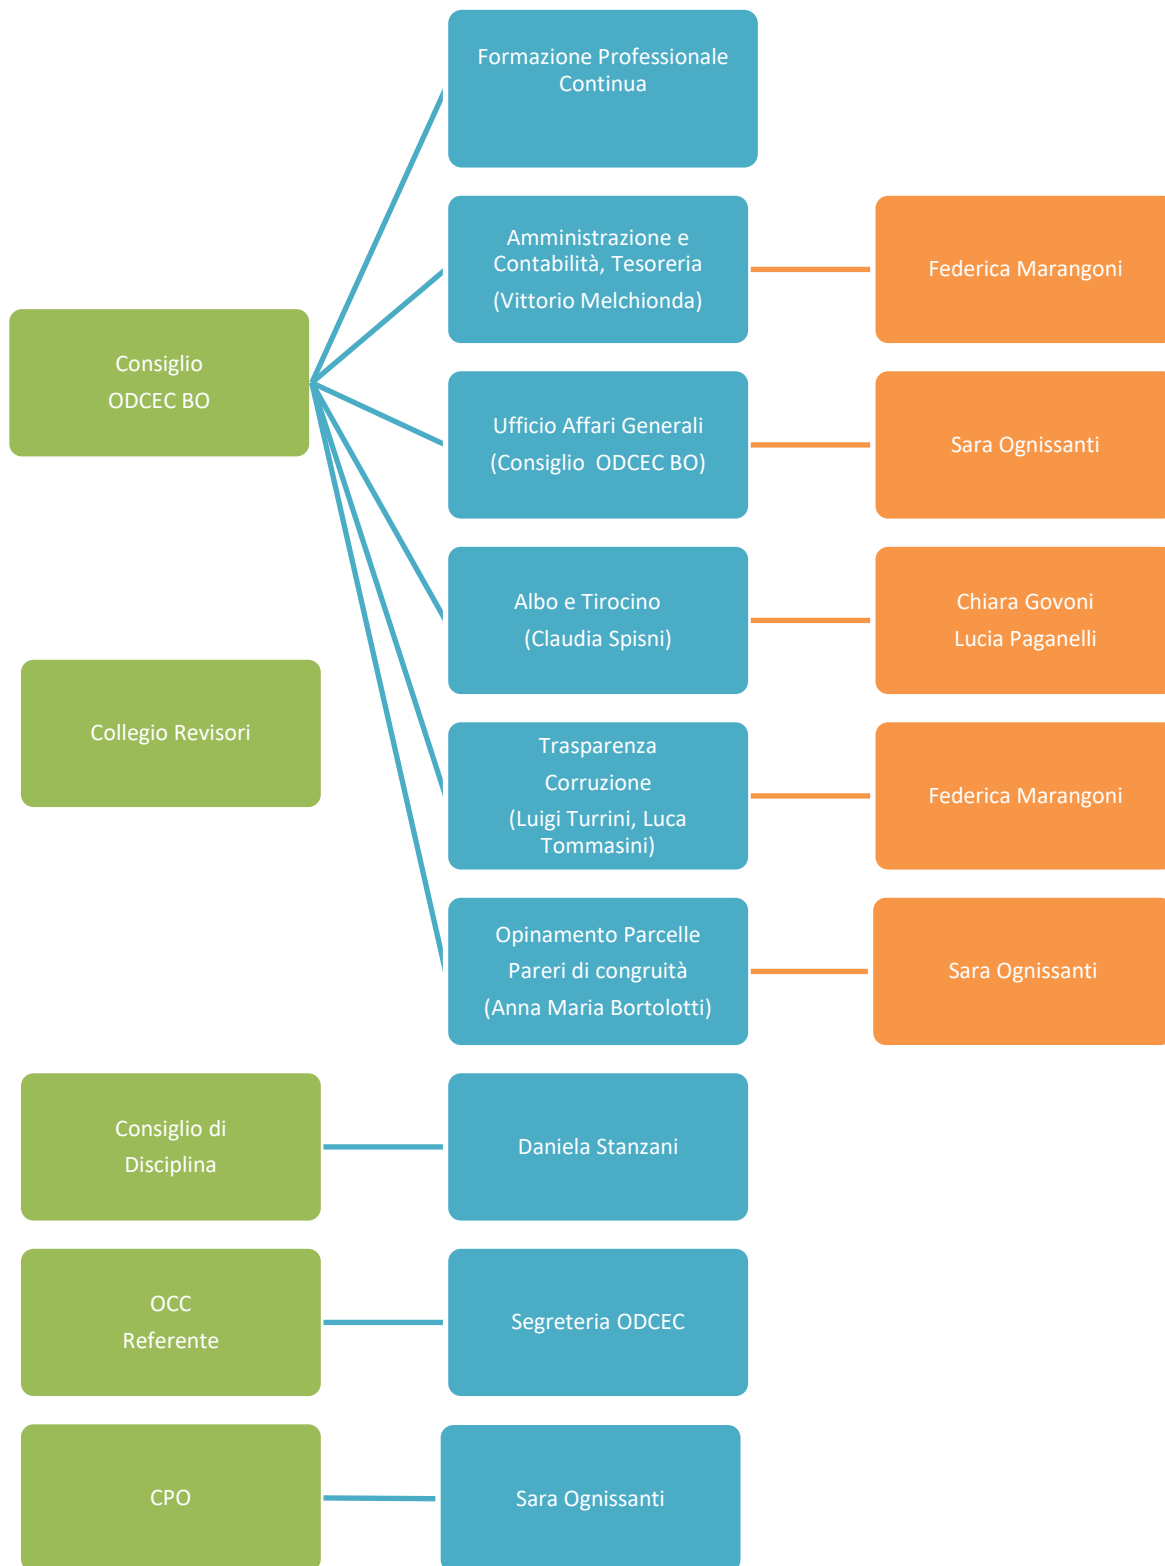 Formazione Professionale
Continua
Amministrazione e
Contabilità, Tesoreria
(Vittorio Melchionda)
Federica Marangoni
Consiglio
ODCEC BO
Ufficio Affari Generali
(Consiglio ODCEC BO)
Sara Ognissanti
Albo e Tirocino
(Claudia Spisni)
Chiara Govoni
Lucia Paganelli
Collegio Revisori
Trasparenza
Corruzione
(Luigi Turrini, Luca
Tommasini)
Federica Marangoni
Opinamento Parcelle
Pareri di congruità
(Anna Maria Bortolotti)
Sara Ognissanti
Consiglio di
Disciplina
Daniela Stanzani
OCC
Referente
Segreteria ODCEC
CPO
Sara Ognissanti